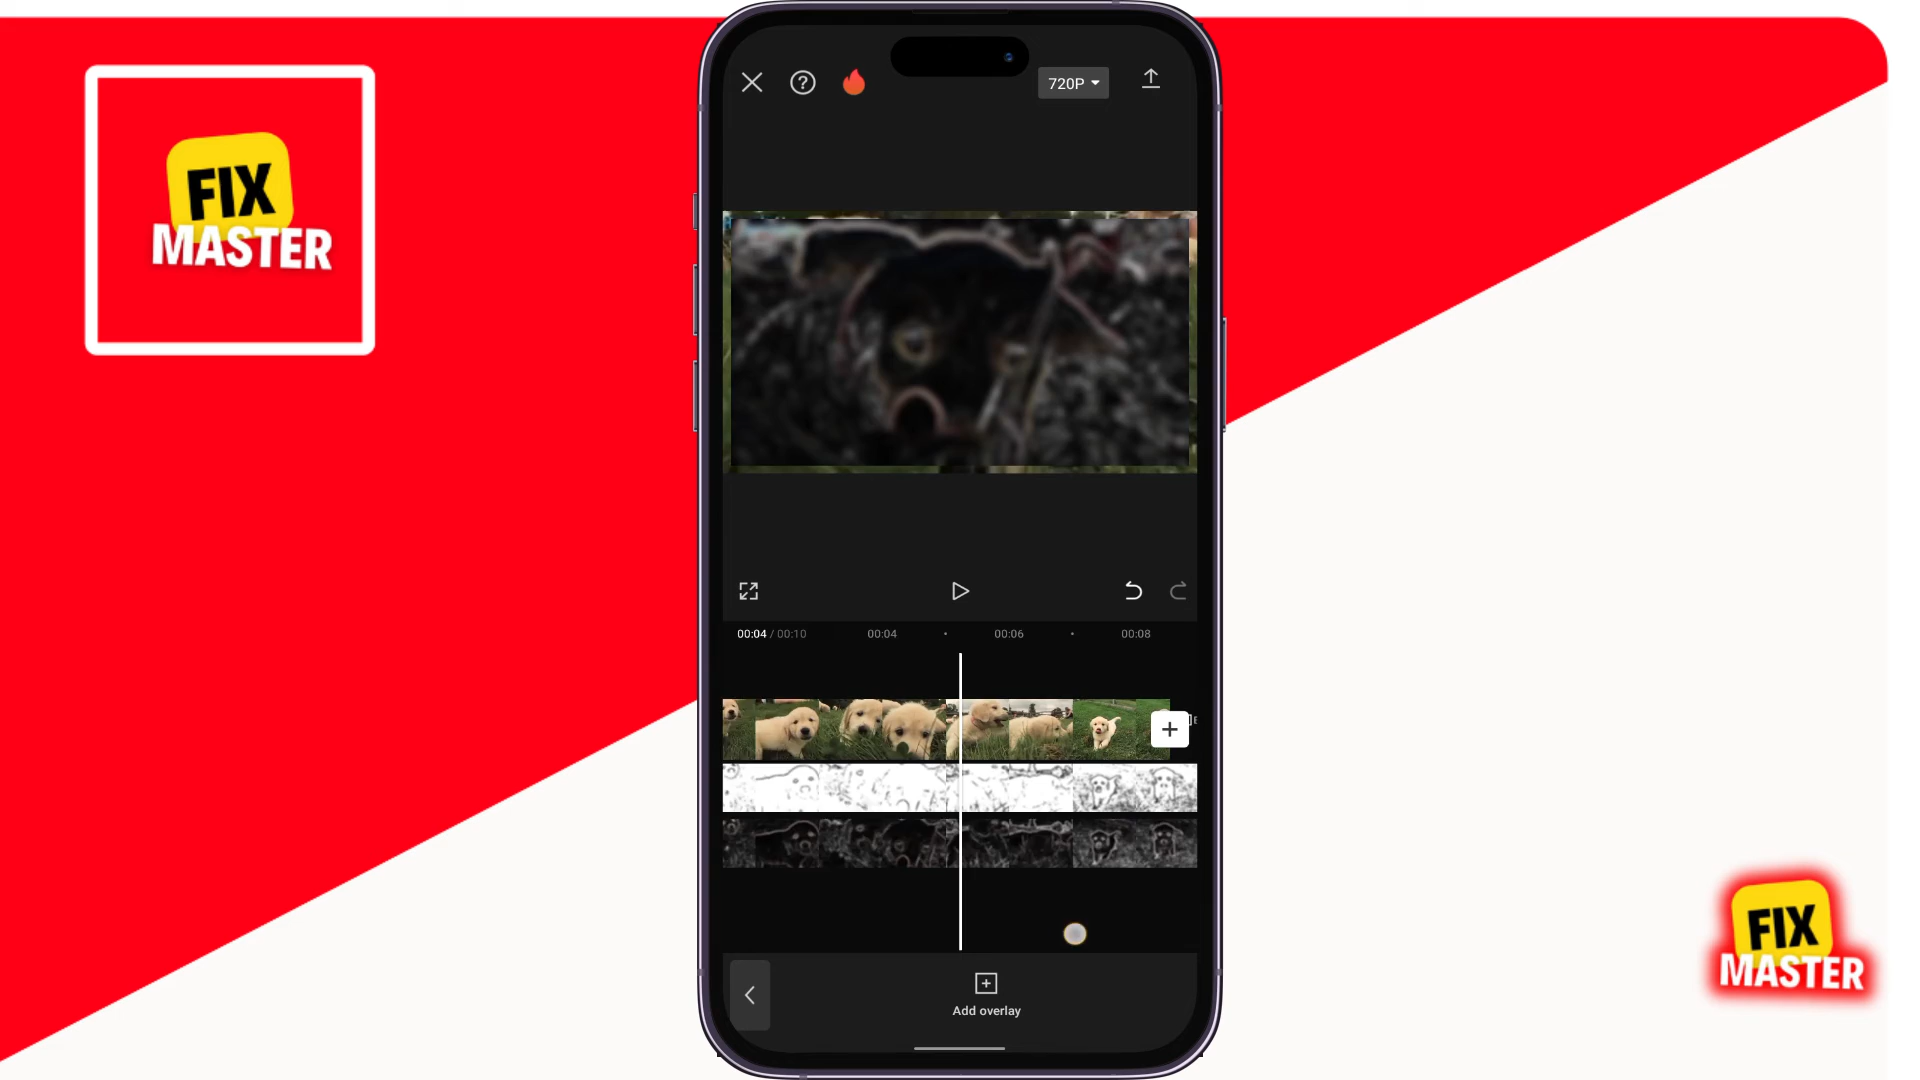 FIX
MASTER
720P
00:04 / 00:10
00:04
00:06
00:08
Add overlay
FIX
MASTER